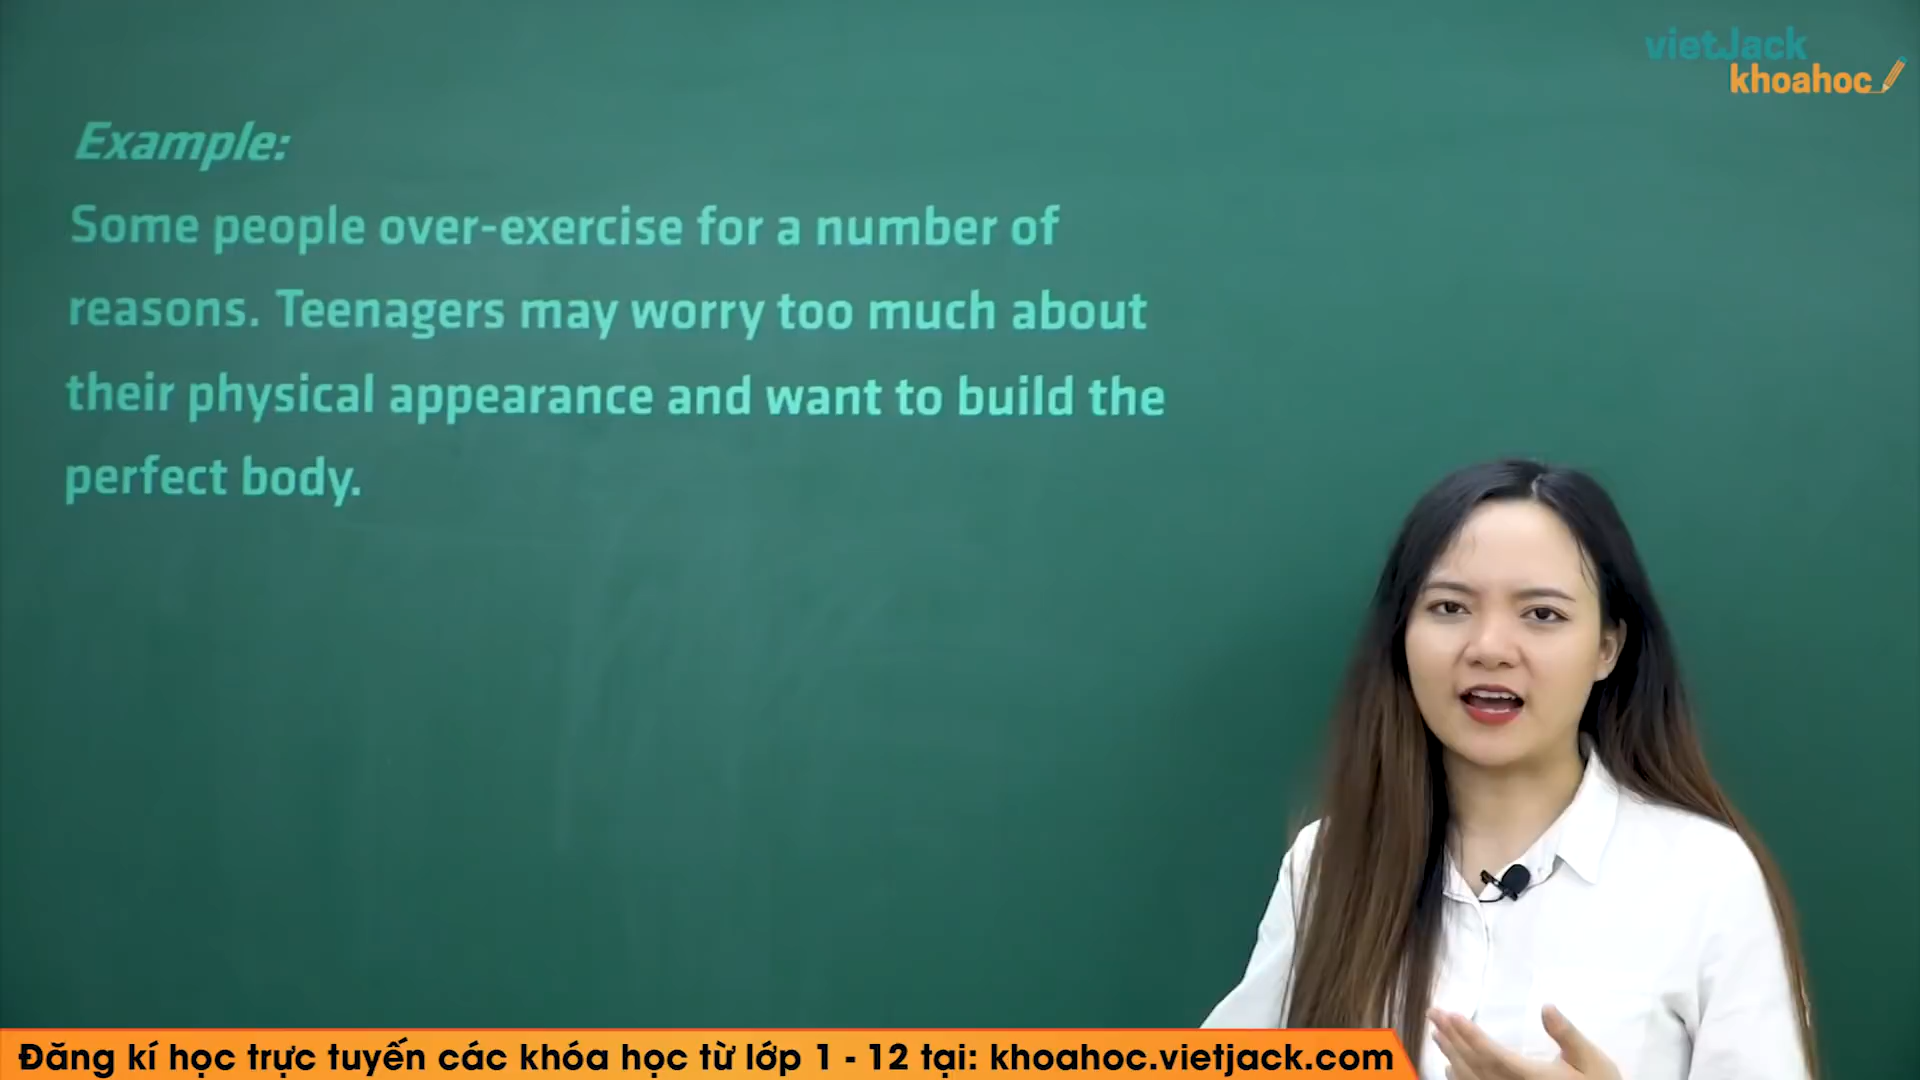 vietJack
khoahoc
Example:
Some people over-exercise for a number of
reasons. Teenagers may worry too much about
their physical appearance and want to build the
perfect body.
Đăng kí học trực tuyến các khóa học từ lớp 1 - 12 tại: khoahoc.vietjack.com